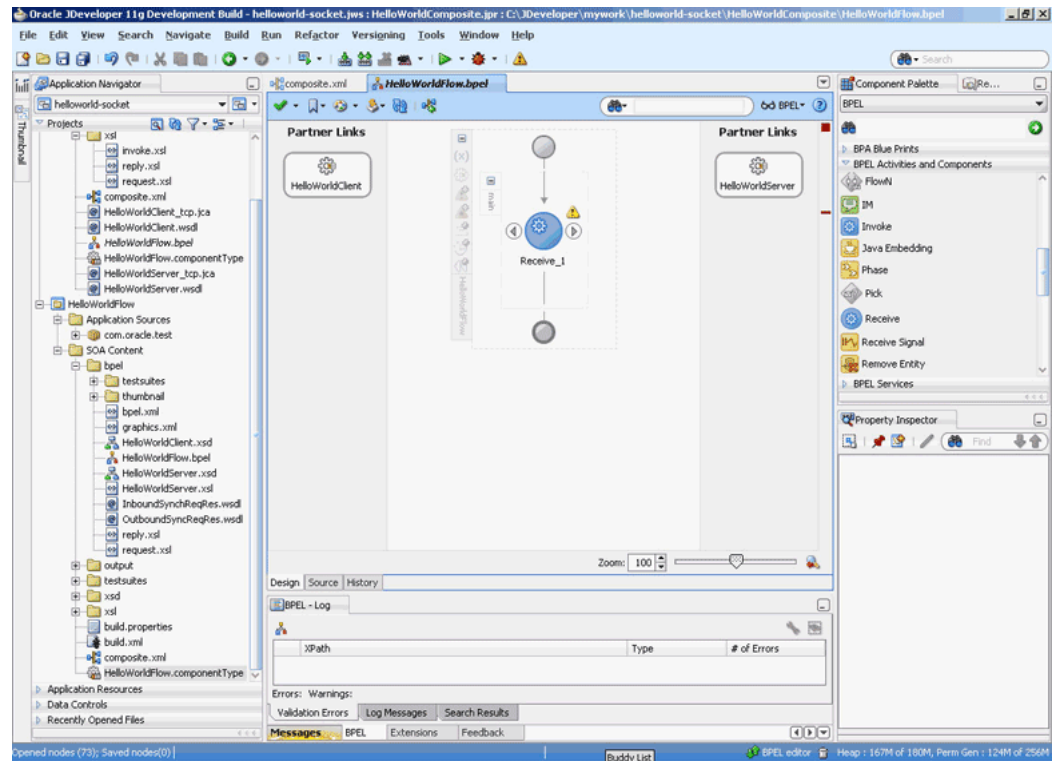 Oracle JDeveloper 11g Development Build - helloworld-socket.jws : HelloWorldComposite.jpr : C:\JDeveloper\mywork\helloworld-socket\HelloWorldComposite\HelloWorldFlow.bpel
File Edit View Search Navigate Build Run Refactor Versioning Tools Window Help
Search
Application Navigator
helloworld-socket
Projects
Thumbnail
xsl
invoke.xsl
reply.xsl
request.xsl
composite.xml
HelloWorldClient_tcp.jca
HelloWorldClient.wsdl
HelloWorldFlow.bpel
HelloWorldFlow.componentType
HelloWorldServer_tcp.jca
HelloWorldServer.wsdl
HelloWorldFlow
Application Sources
com.oracle.test
SOA Content
bpel
testsuites
thumbnail
bpel.xml
graphics.xml
HelloWorldClient.xsd
HelloWorldFlow.bpel
HelloWorldServer.xsd
HelloWorldServer.xsl
InboundSynchReqRes.wsdl
OutboundSyncReqRes.wsdl
reply.xsl
request.xsl
output
testsuites
xsd
xsl
build.properties
build.xml
composite.xml
HelloWorldFlow.componentType
Application Resources
Data Controls
Recently Opened Files
composite.xml HelloWorldFlow.bpel
BPEL
Partner Links Partner Links
HelloWorldClient HelloWorldServer
main
(x)
HelloWorldFlow
Receive_1
Zoom: 100
Design Source History
BPEL - Log
XPath Type # of Errors
Errors: Warnings:
Validation Errors Log Messages Search Results
Messages BPEL Extensions Feedback
Component Palette Re...
BPEL
BPA Blue Prints
BPEL Activities and Components
FlowN
IM
Invoke
Java Embedding
Phase
Pick
Receive
Receive Signal
Remove Entity
BPEL Services
Property Inspector
Find
Opened nodes (73); Saved nodes(0)
Buddy List
BPEL editor
Heap : 167M of 180M, Perm Gen : 124M of 256M